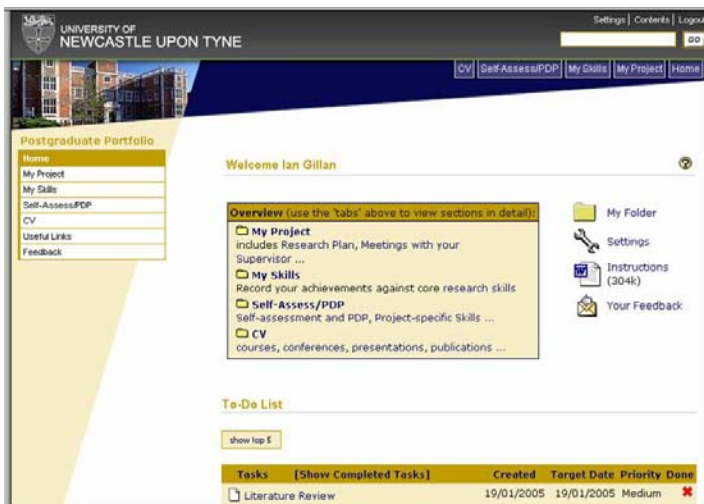 UNIVERSITY OF
NEWCASTLE UPON TYNE
Settings | Contents | Logout
GO
CV
Self-Assess/PDP
My Skills
My Project
Home
Postgraduate Portfolio
Home
My Project
My Skills
Self-Assess/PDP
CV
Useful Links
Feedback
Welcome Ian Gillan
Overview (use the 'tabs' above to view sections in detail):
My Project
includes Research Plan, Meetings with your
Supervisor ...
My Skills
Record your achievements against core research skills
Self-Assess/PDP
Self-assessment and PDP, Project-specific Skills ...
CV
courses, conferences, presentations, publications ...
My Folder
Settings
Instructions
(304k)
Your Feedback
To-Do List
show top 5
Tasks [Show Completed Tasks] Created Target Date Priority Done
Literature Review 19/01/2005 19/01/2005 Medium